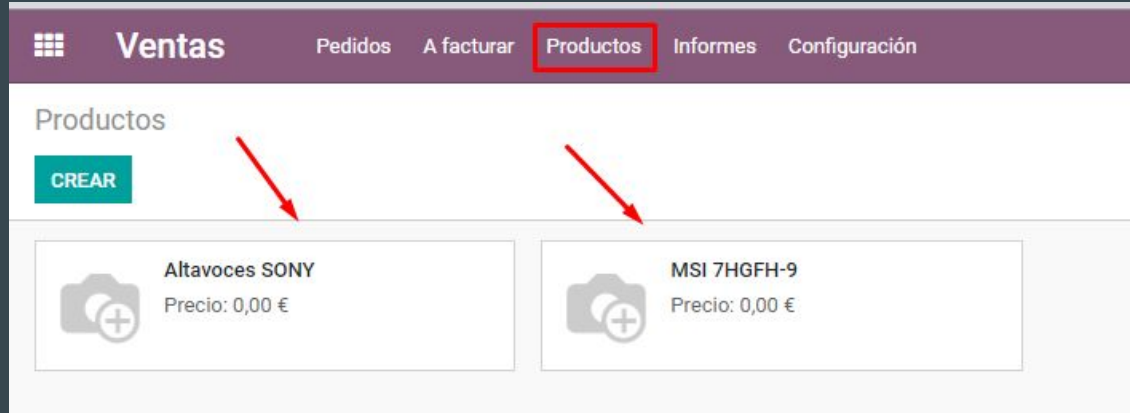 Ventas Pedidos A facturar Productos Informes Configuración
Productos
CREAR
Altavoces SONY
Precio: 0,00 €
MSI 7HGFH-9
Precio: 0,00 €